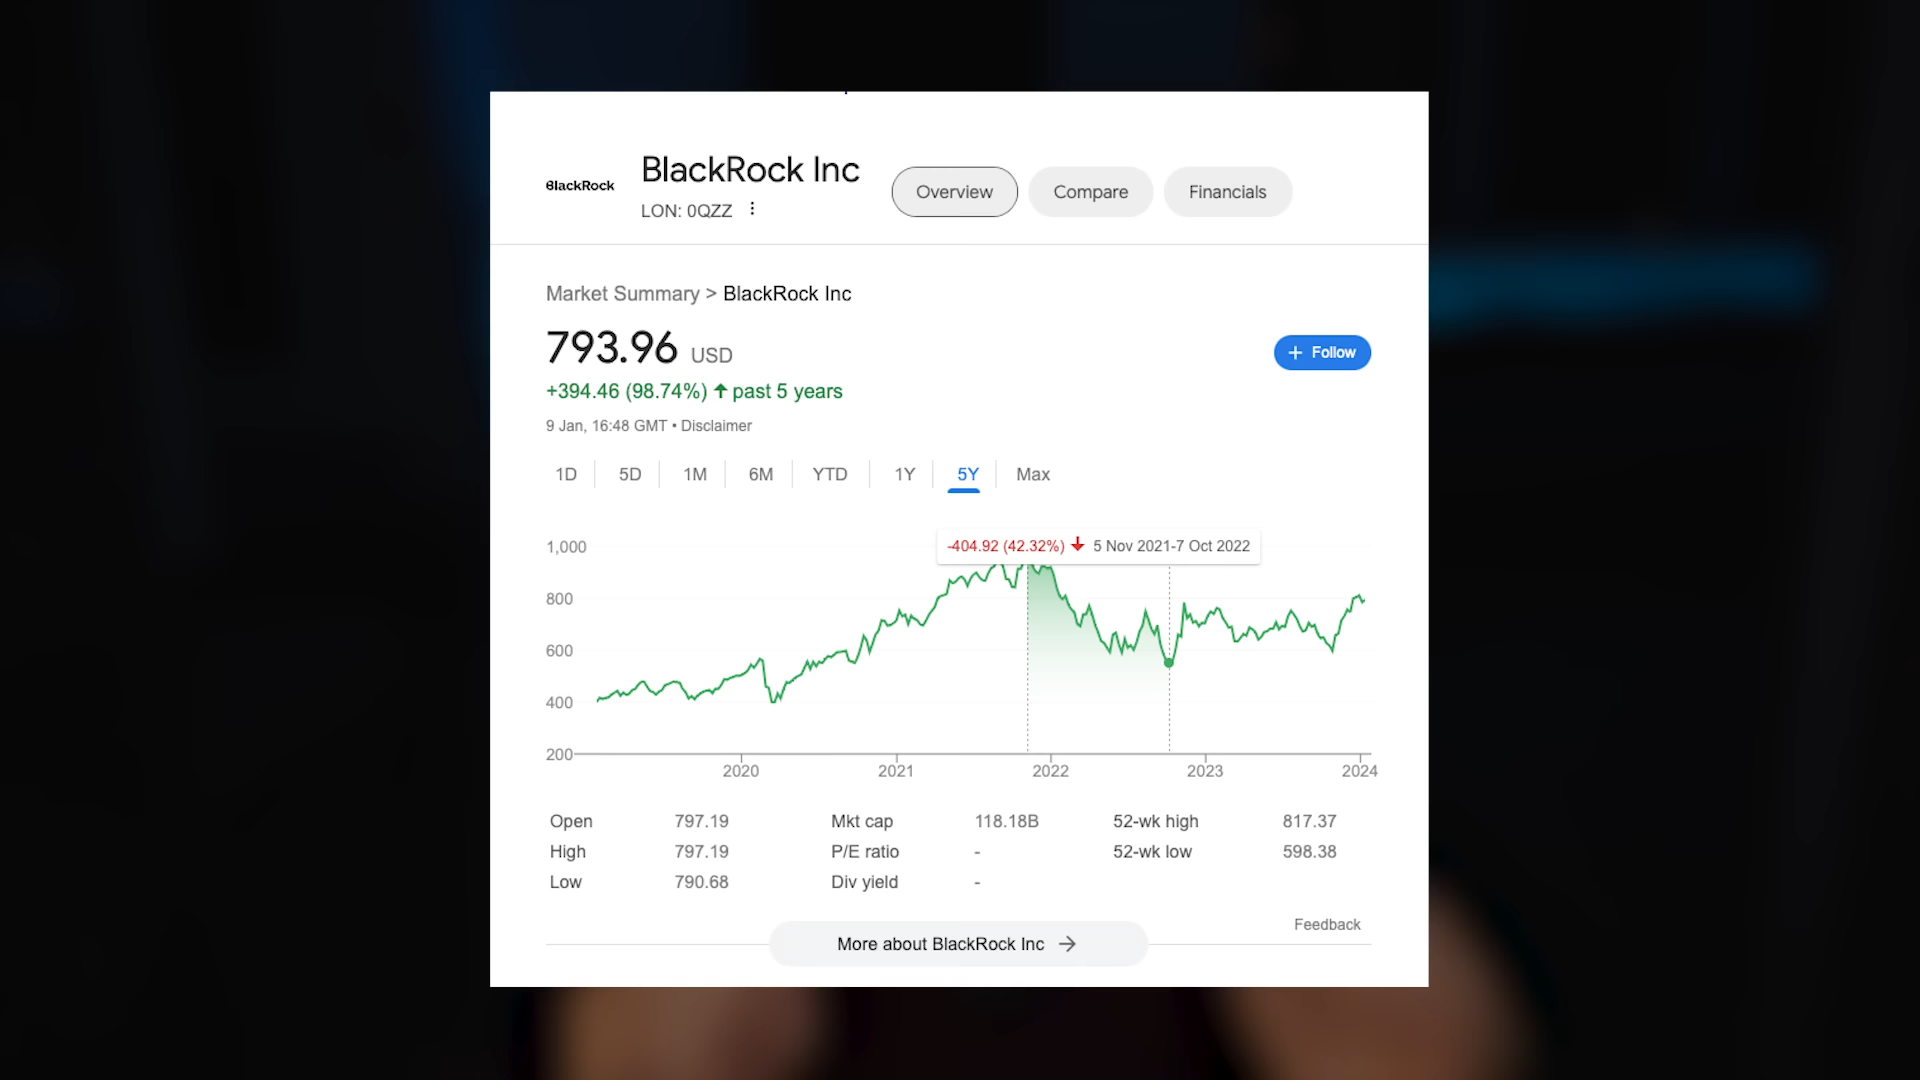 BlackRock
BlackRock Inc
LON: 0QZZ
Overview
Compare
Financials
Market Summary > BlackRock Inc
793.96 USD
+ Follow
+394.46 (98.74%) ↑ past 5 years
9 Jan, 16:48 GMT • Disclaimer
1D 5D 1M 6M YTD 1Y 5Y Max
-404.92 (42.32%) ↓ 5 Nov 2021-7 Oct 2022
1,000
800
600
400
200
2020 2021 2022 2023 2024
Open 797.19 Mkt cap 118.18B 52-wk high 817.37
High 797.19 P/E ratio - 52-wk low 598.38
Low 790.68 Div yield -
Feedback
More about BlackRock Inc →